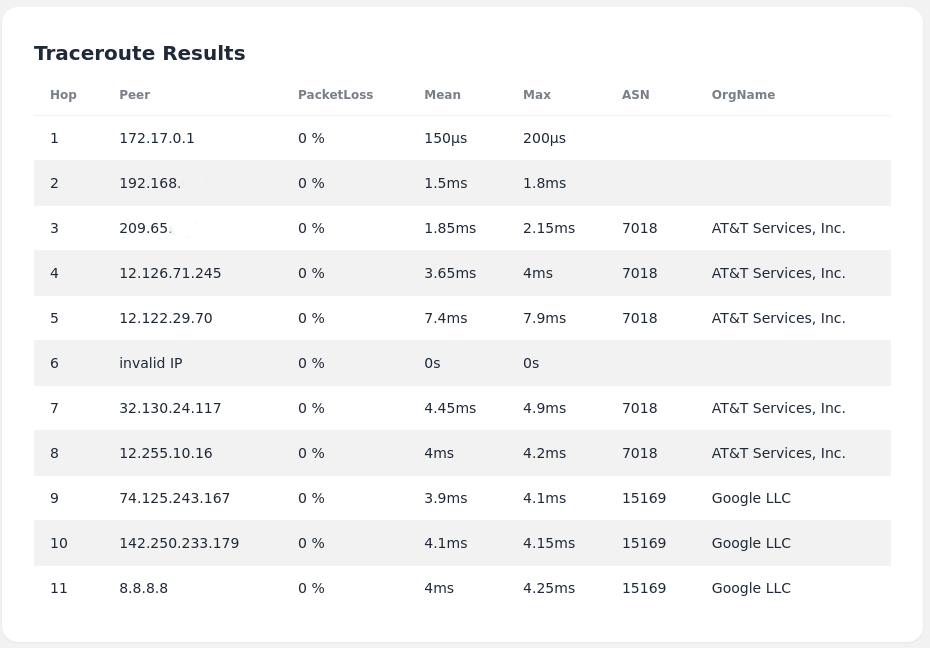 Traceroute Results
Hop Peer PacketLoss Mean Max ASN OrgName
1 172.17.0.1 0 % 150µs 200µs
2 192.168. 0 % 1.5ms 1.8ms
3 209.65. 0 % 1.85ms 2.15ms 7018 AT&T Services, Inc.
4 12.126.71.245 0 % 3.65ms 4ms 7018 AT&T Services, Inc.
5 12.122.29.70 0 % 7.4ms 7.9ms 7018 AT&T Services, Inc.
6 invalid IP 0 % 0s 0s
7 32.130.24.117 0 % 4.45ms 4.9ms 7018 AT&T Services, Inc.
8 12.255.10.16 0 % 4ms 4.2ms 7018 AT&T Services, Inc.
9 74.125.243.167 0 % 3.9ms 4.1ms 15169 Google LLC
10 142.250.233.179 0 % 4.1ms 4.15ms 15169 Google LLC
11 8.8.8.8 0 % 4ms 4.25ms 15169 Google LLC